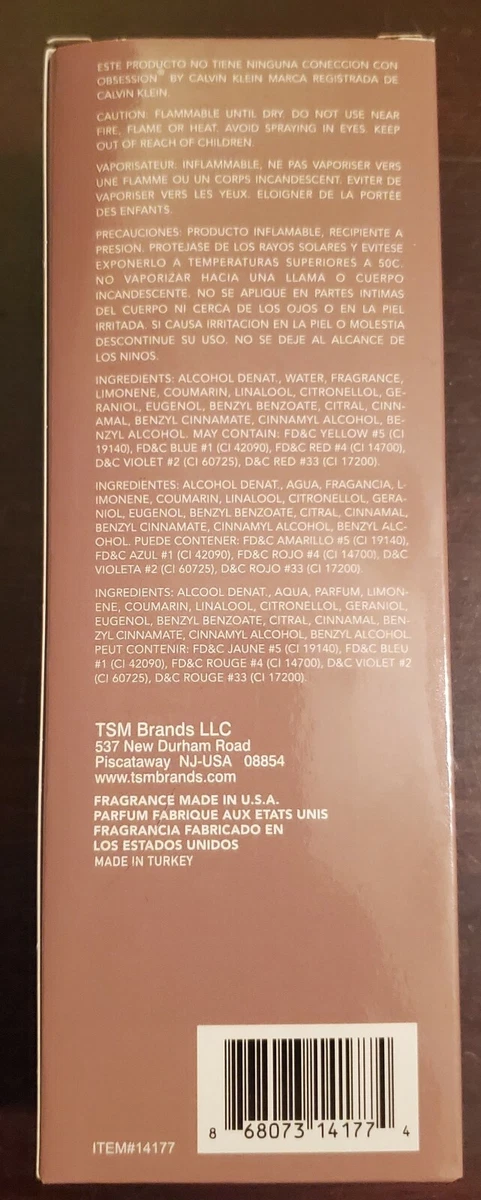 ESTE PRODUCTO NO TIENE NINGUNA CONECCION CON
OBSESSION® BY CALVIN KLEIN MARCA REGISTRADA DE
CALVIN KLEIN.
CAUTION: FLAMMABLE UNTIL DRY. DO NOT USE NEAR
FIRE, FLAME OR HEAT. AVOID SPRAYING IN EYES. KEEP
OUT OF REACH OF CHILDREN.
VAPORISATEUR: INFLAMMABLE, NE PAS VAPORISER VERS
UNE FLAMME OU UN CORPS INCANDESCENT. EVITER DE
VAPORISER VERS LES YEUX. ÉLOIGNER DE LA PORTÉE
DES ENFANTS.
PRECAUCIONES: PRODUCTO INFLAMABLE, RECIPIENTE A
PRESION. PROTEJASE DE LOS RAYOS SOLARES Y EVITESE
EXPONERLO A TEMPERATURAS SUPERIORES A 50C.
NO VAPORIZAR HACIA UNA LLAMA O CUERPO
INCANDESCENTE. NO SE APLIQUE EN PARTES INTIMAS
DEL CUERPO NI CERCA DE LOS OJOS O EN LA PIEL
IRRITADA. SI CAUSA IRRITACION EN LA PIEL O MOLESTIA
DESCONTINUE SU USO. NO SE DEJE AL ALCANCE DE
LOS NINOS.
INGREDIENTS: ALCOHOL DENAT., WATER, FRAGRANCE,
LIMONENE, COUMARIN, LINALOOL, CITRONELLOL, GE-
RANIOL, EUGENOL, BENZYL BENZOATE, CITRAL, CINN-
AMAL, BENZYL CINNAMATE, CINNAMYL ALCOHOL, BE-
NZYL ALCOHOL. MAY CONTAIN: FD&C YELLOW #5 (CI
19140), FD&C BLUE #1 (CI 42090), FD&C RED #4 (CI 14700),
D&C VIOLET #2 (CI 60725), D&C RED #33 (CI 17200).
INGREDIENTES: ALCOHOL DENAT., AGUA, FRAGANCIA, L-
IMONENE, COUMARIN, LINALOOL, CITRONELLOL, GERA-
NIOL, EUGENOL, BENZYL BENZOATE, CITRAL, CINNAMAL,
BENZYL CINNAMATE, CINNAMYL ALCOHOL, BENZYL ALC-
OHOL. PUEDE CONTENER: FD&C AMARILLO #5 (CI 19140),
FD&C AZUL #1 (CI 42090), FD&C ROJO #4 (CI 14700), D&C
VIOLETA #2 (CI 60725), D&C ROJO #33 (CI 17200).
INGREDIENTS: ALCOOL DENAT., AQUA, PARFUM, LIMON-
ENE, COUMARIN, LINALOOL, CITRONELLOL, GERANIOL,
EUGENOL, BENZYL BENZOATE, CITRAL, CINNAMAL, BEN-
ZYL CINNAMATE, CINNAMYL ALCOHOL, BENZYL ALCOHOL.
PEUT CONTENIR: FD&C JAUNE #5 (CI 19140), FD&C BLEU
#1 (CI 42090), FD&C ROUGE #4 (CI 14700), D&C VIOLET #2
(CI 60725), D&C ROUGE #33 (CI 17200).
TSM Brands LLC
537 New Durham Road
Piscataway NJ-USA 08854
www.tsmbrands.com
FRAGRANCE MADE IN U.S.A.
PARFUM FABRIQUE AUX ETATS UNIS
FRAGRANCIA FABRICADO EN
LOS ESTADOS UNIDOS
MADE IN TURKEY
ITEM#14177
8 68073 14177 4